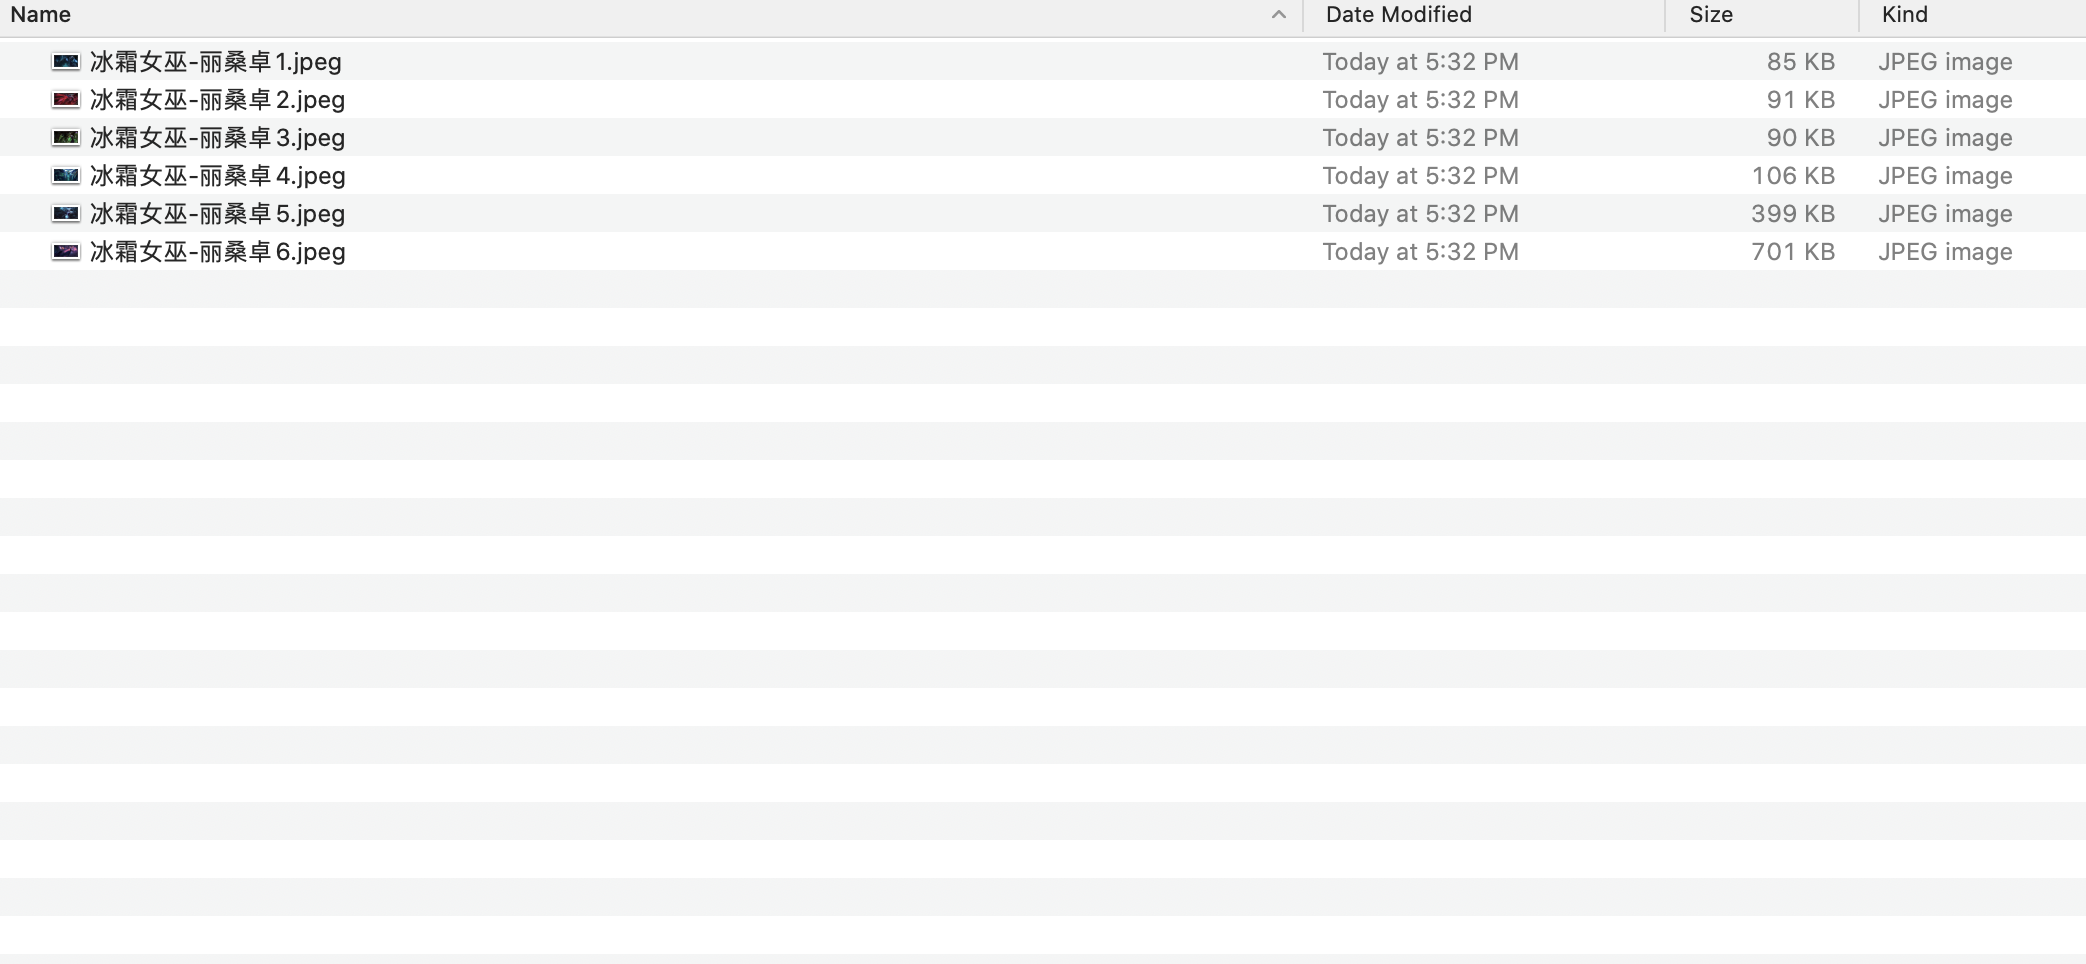 Name Date Modified Size Kind
冰霜女巫-丽桑卓1.jpeg Today at 5:32 PM 85 KB JPEG image
冰霜女巫-丽桑卓2.jpeg Today at 5:32 PM 91 KB JPEG image
冰霜女巫-丽桑卓3.jpeg Today at 5:32 PM 90 KB JPEG image
冰霜女巫-丽桑卓4.jpeg Today at 5:32 PM 106 KB JPEG image
冰霜女巫-丽桑卓5.jpeg Today at 5:32 PM 399 KB JPEG image
冰霜女巫-丽桑卓6.jpeg Today at 5:32 PM 701 KB JPEG image